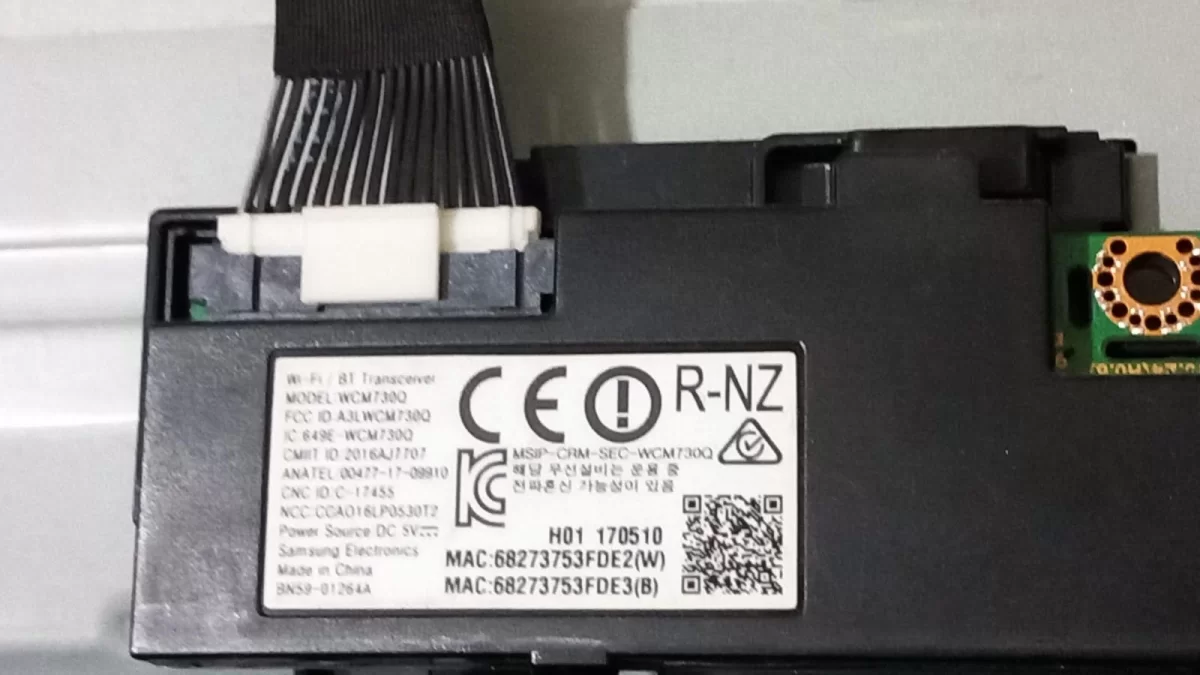 Wi-Fi / BT Transceiver
MODEL:WCM730Q
FCC ID:A3LWCM730Q
IC:649E-WCM730Q
CMIIT ID:2016AJ7707
ANATEL:00477-17-09910
CNC ID:C-17455
NCC:CCAO16LP0530T2
Power Source:DC 5V
Samsung Electronics
Made in China
BN59-01264A
CE R-NZ
MSIP-CRM-SEC-WCM730Q
해당 무선설비는 운용 중
전파혼신 가능성이 있음
H01 170510
MAC:68273753FDE2(W)
MAC:68273753FDE3(B)